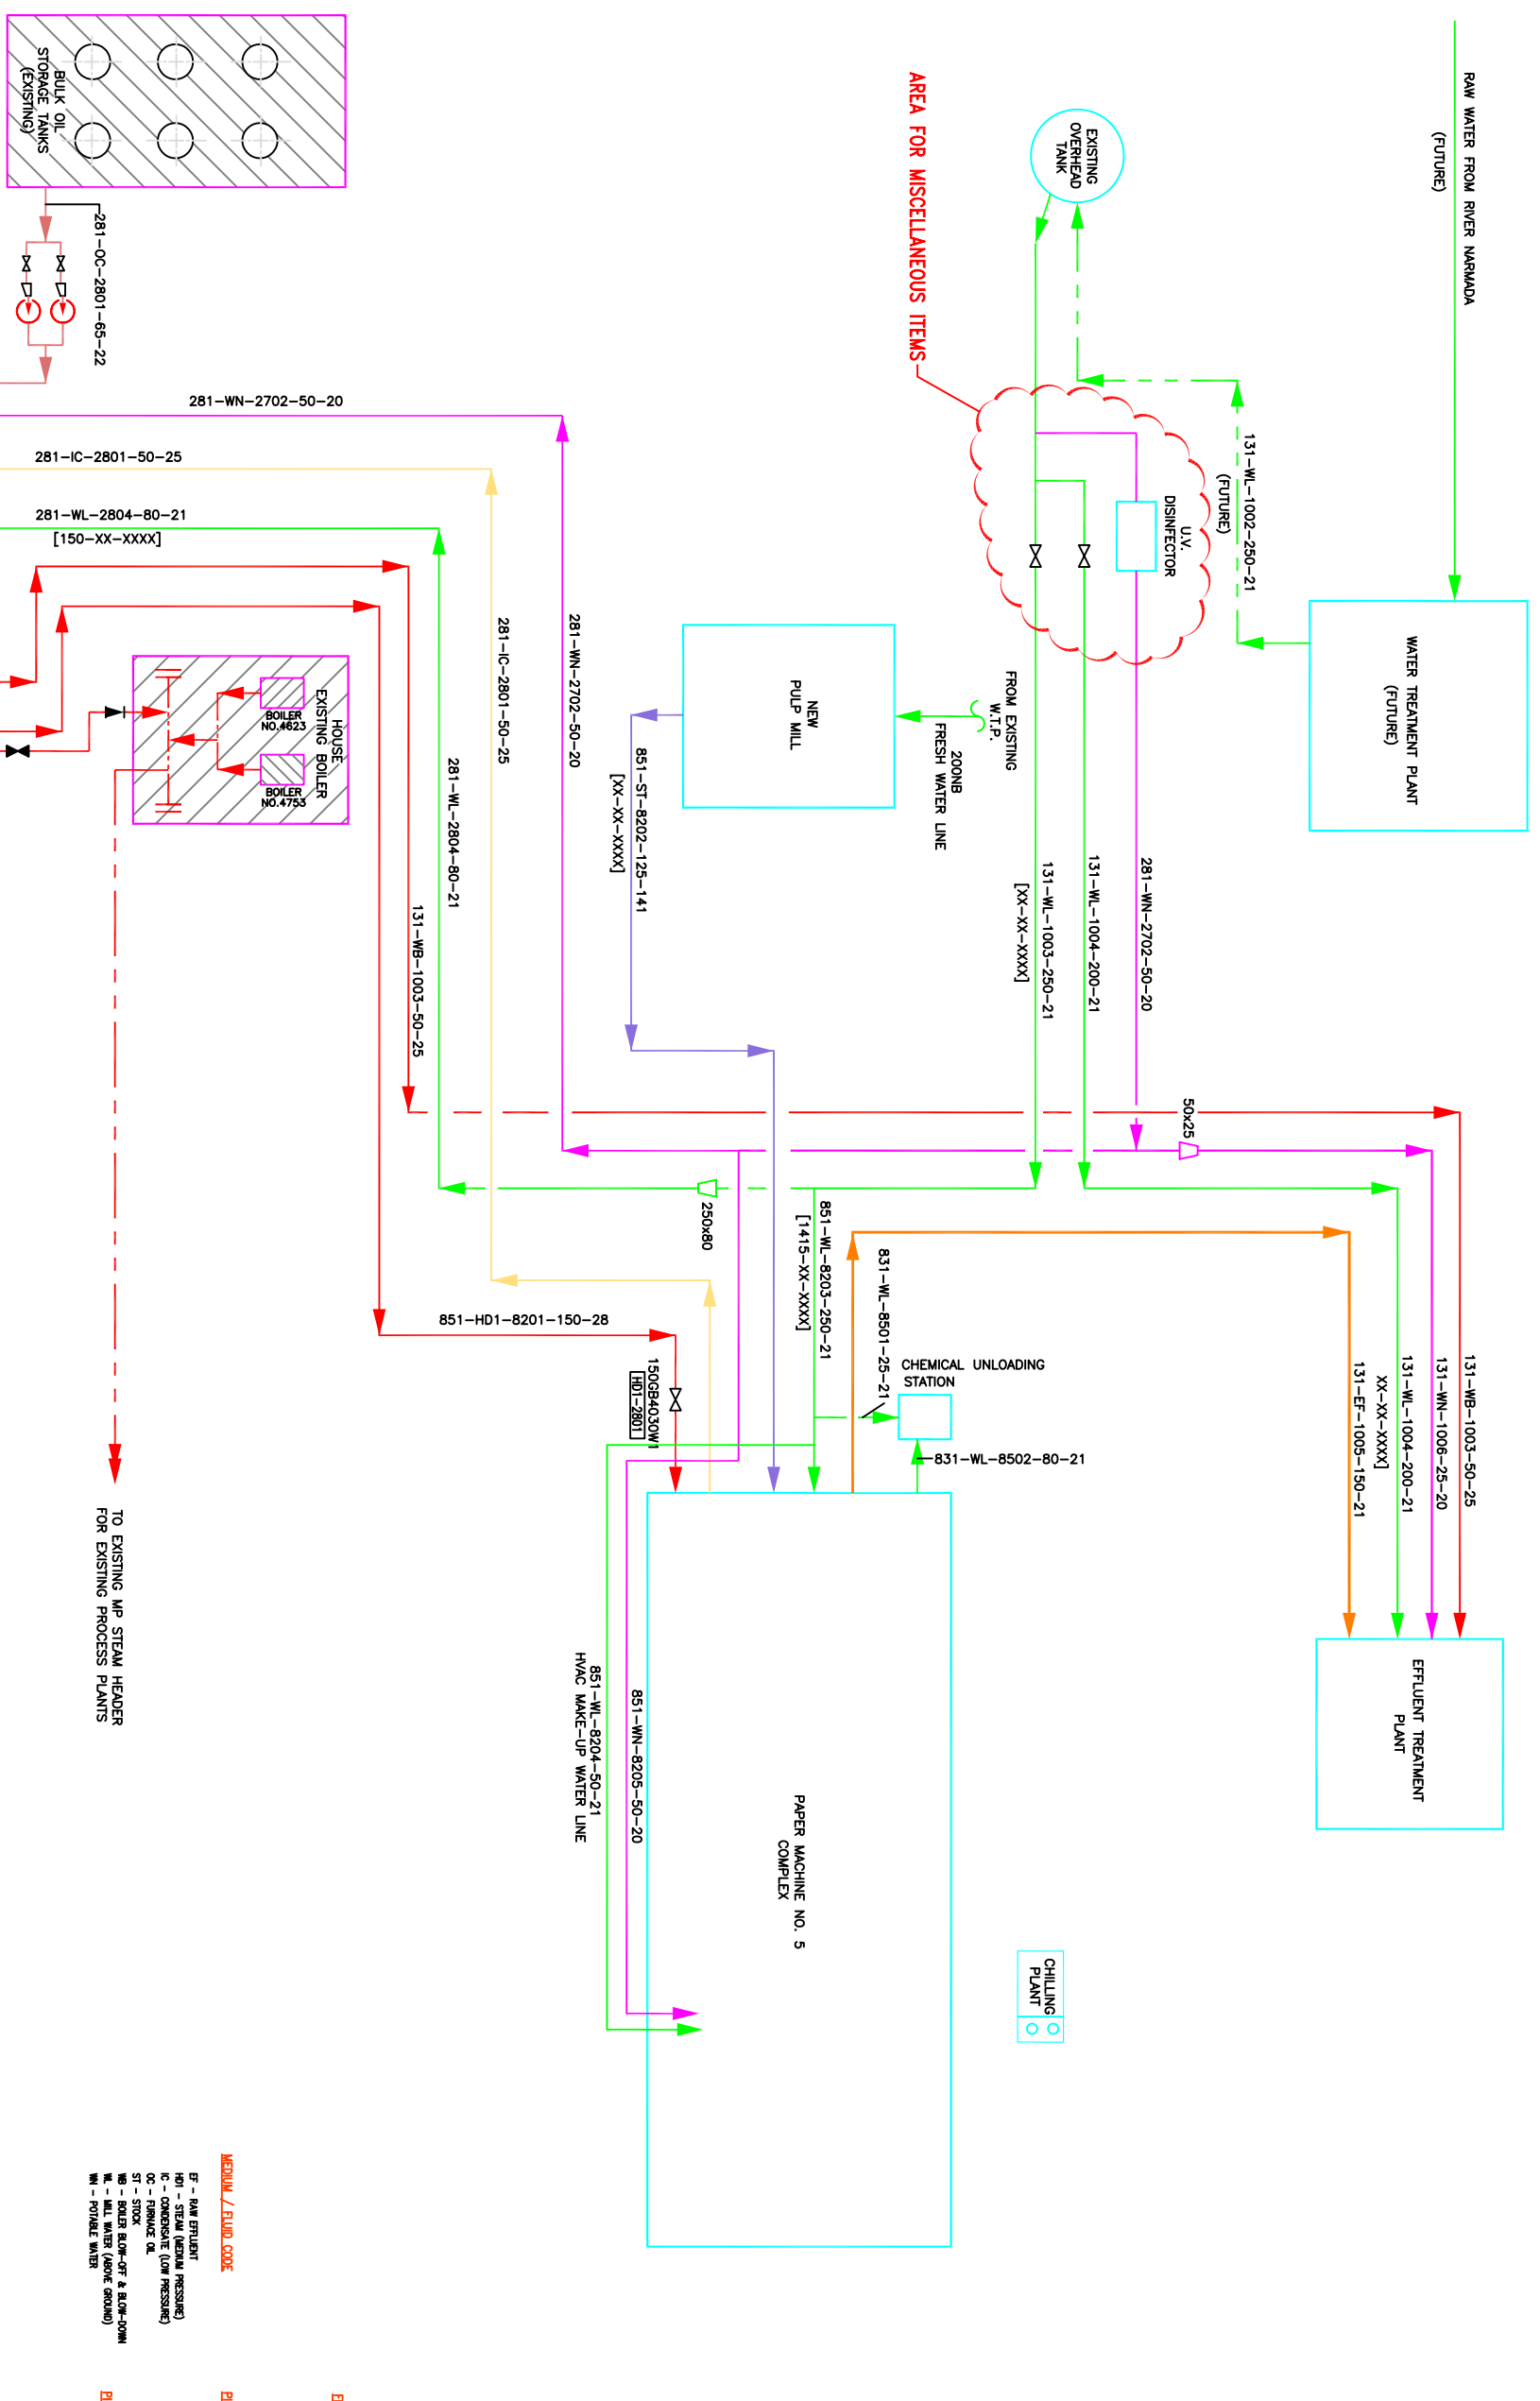 RAW WATER FROM RIVER NARMADA
(FUTURE)
EXISTING
OVERHEAD
TANK
AREA FOR MISCELLANEOUS ITEMS
BULK OIL
STORAGE TANKS
(EXISTING)
281-OC-2801-65-22
281-WN-2702-50-20
281-IC-2801-50-25
281-WL-2804-80-21
[150-XX-XXXX]
131-WL-1002-250-21
(FUTURE)
U.V.
DISINFECTOR
WATER TREATMENT PLANT
(FUTURE)
NEW
PULP MILL
FROM EXISTING
W.T.P.
200NB
FRESH WATER LINE
HOUSE
EXISTING BOILER
BOILER
NO.4623
BOILER
NO.4753
281-WN-2702-50-20
281-IC-2801-50-25
281-WL-2804-80-21
131-WB-1003-50-25
851-ST-8202-125-141
[XX-XX-XXXX]
281-WN-2702-50-20
131-WL-1004-200-21
131-WL-1003-250-21
[XX-XX-XXXX]
50x25
250x80
851-WL-8203-250-21
[1415-XX-XXXX]
831-WL-8501-25-21
851-HD1-8201-150-28
150GB4030W1
HD1-2801
CHEMICAL UNLOADING
STATION
831-WL-8502-80-21
131-WB-1003-50-25
131-WN-1006-25-20
131-WL-1004-200-21
XX-XX-XXXX]
131-EF-1005-150-21
TO EXISTING MP STEAM HEADER
FOR EXISTING PROCESS PLANTS
EFFLUENT TREATMENT
PLANT
851-WN-8205-50-20
851-WL-8204-50-21
HVAC MAKE-UP WATER LINE
PAPER MACHINE NO. 5
COMPLEX
CHILLING
PLANT
MEDIUM / FLUID CODE
EF - RAW EFFLUENT
HD1 - STEAM (MEDIUM PRESSURE)
IC - CONDENSATE (LOW PRESSURE)
OC - FURNACE OIL
ST - STOCK
WB - BOILER BLOW-OFF & BLOW-DOWN
WL - MILL WATER (ABOVE GROUND)
WN - POTABLE WATER